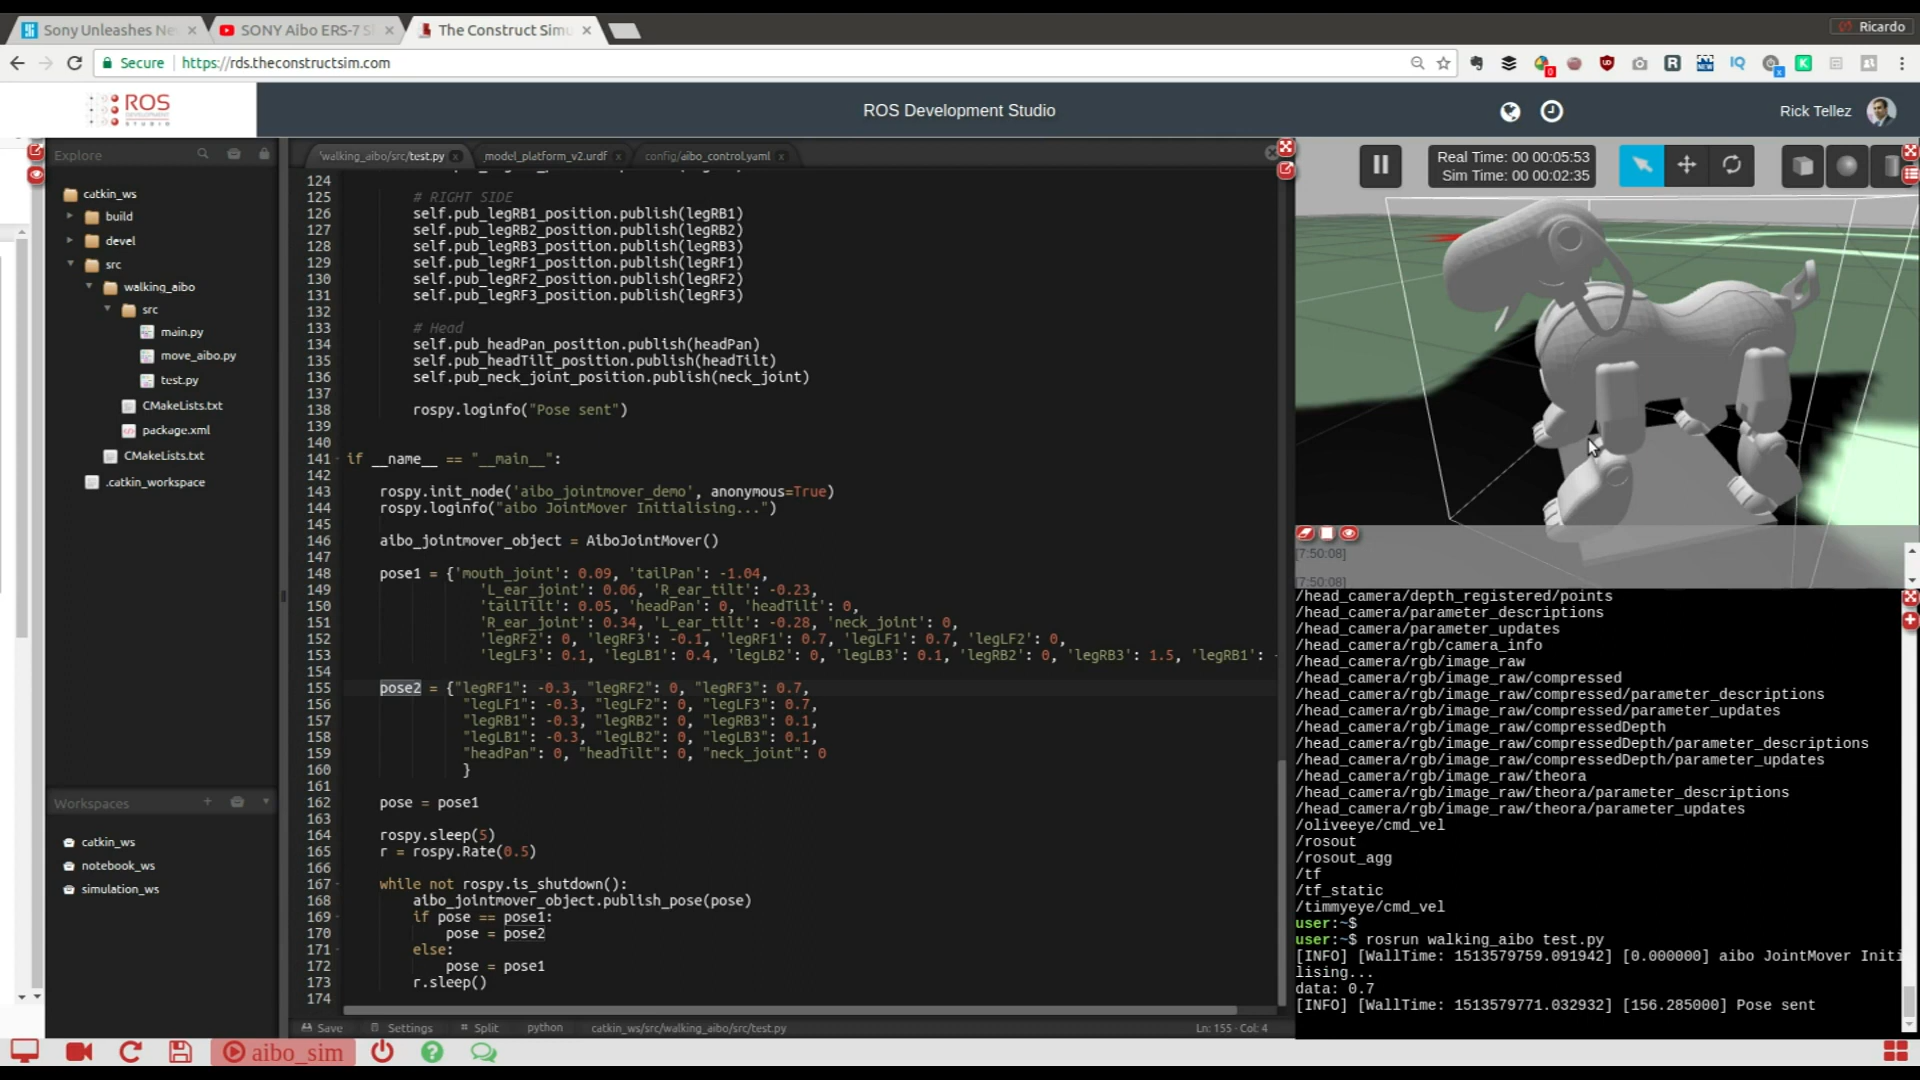 Sony Unleashes Ne
SONY Aibo ERS-7 S
The Construct Simu
Ricardo
Secure
https://rds.theconstructsim.com
ROS
DEVELOPMENT
STUDIO
ROS Development Studio
Rick Tellez
Explore
catkin_ws
build
devel
src
walking_aibo
src
main.py
move_aibo.py
test.py
CMakeLists.txt
package.xml
CMakeLists.txt
.catkin_workspace
Workspaces
catkin_ws
notebook_ws
simulation_ws
walking_aibo/src/test.py
_model_platform_v2.urdf
config/aibo_control.yaml
124
125 # RIGHT SIDE
126 self.pub_legRB1_position.publish(legRB1)
127 self.pub_legRB2_position.publish(legRB2)
128 self.pub_legRB3_position.publish(legRB3)
129 self.pub_legRF1_position.publish(legRF1)
130 self.pub_legRF2_position.publish(legRF2)
131 self.pub_legRF3_position.publish(legRF3)
132
133 # Head
134 self.pub_headPan_position.publish(headPan)
135 self.pub_headTilt_position.publish(headTilt)
136 self.pub_neck_joint_position.publish(neck_joint)
137
138 rospy.loginfo("Pose sent")
139
140
141 if __name__ == "__main__":
142
143 rospy.init_node('aibo_jointmover_demo', anonymous=True)
144 rospy.loginfo("aibo JointMover Initialising...")
145
146 aibo_jointmover_object = AiboJointMover()
147
148 pose1 = {'mouth_joint': 0.09, 'tailPan': -1.04,
149 'L_ear_joint': 0.06, 'R_ear_tilt': -0.23,
150 'tailTilt': 0.05, 'headPan': 0, 'headTilt': 0,
151 'R_ear_joint': 0.34, 'L_ear_tilt': -0.28, 'neck_joint': 0,
152 'legRF2': 0, 'legRF3': -0.1, 'legRF1': 0.7, 'legLF1': 0.7, 'legLF2': 0,
153 'legLF3': 0.1, 'legLB1': 0.4, 'legLB2': 0, 'legLB3': 0.1, 'legRB2': 0, 'legRB3': 1.5, 'legRB1': -
154
155 pose2 = {"legRF1": -0.3, "legRF2": 0, "legRF3": 0.7,
156 "legLF1": -0.3, "legLF2": 0, "legLF3": 0.7,
157 "legRB1": -0.3, "legRB2": 0, "legRB3": 0.1,
158 "legLB1": -0.3, "legLB2": 0, "legLB3": 0.1,
159 "headPan": 0, "headTilt": 0, "neck_joint": 0
160 }
161
162 pose = pose1
163
164 rospy.sleep(5)
165 r = rospy.Rate(0.5)
166
167 while not rospy.is_shutdown():
168 aibo_jointmover_object.publish_pose(pose)
169 if pose == pose1:
170 pose = pose2
171 else:
172 pose = pose1
173 r.sleep()
174
Save
Settings
Split
python
catkin_ws/src/walking_aibo/src/test.py
Ln: 155 - Col: 4
Real Time: 00 00:05:53
Sim Time: 00 00:02:35
[7:50:08]
[7:50:08]
/head_camera/depth_registered/points
/head_camera/parameter_descriptions
/head_camera/parameter_updates
/head_camera/rgb/camera_info
/head_camera/rgb/image_raw
/head_camera/rgb/image_raw/compressed
/head_camera/rgb/image_raw/compressed/parameter_descriptions
/head_camera/rgb/image_raw/compressed/parameter_updates
/head_camera/rgb/image_raw/compressedDepth
/head_camera/rgb/image_raw/compressedDepth/parameter_descriptions
/head_camera/rgb/image_raw/compressedDepth/parameter_updates
/head_camera/rgb/image_raw/theora
/head_camera/rgb/image_raw/theora/parameter_descriptions
/head_camera/rgb/image_raw/theora/parameter_updates
/oliveeye/cmd_vel
/rosout
/rosout_agg
/tf
/tf_static
/timmyeye/cmd_vel
user:~$
user:~$ rosrun walking_aibo test.py
[INFO] [WallTime: 1513579759.091942] [0.000000] aibo JointMover Initi
lising...
data: 0.7
[INFO] [WallTime: 1513579771.032932] [156.285000] Pose sent
aibo_sim